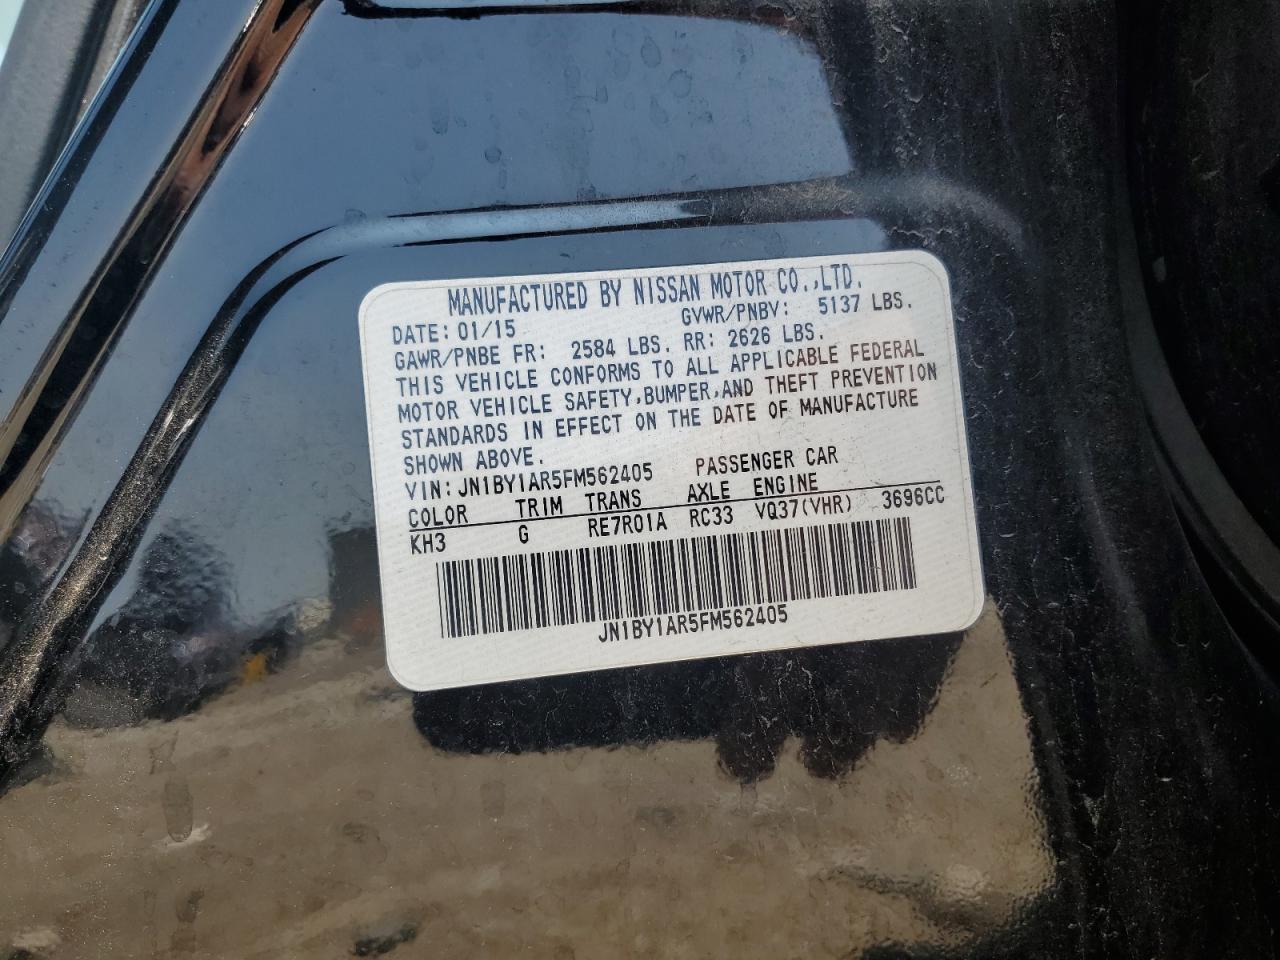 MANUFACTURED BY NISSAN MOTOR CO.,LTD.
DATE: 01/15 GVWR/PNBV: 5137 LBS.
GAWR/PNBE FR: 2584 LBS. RR: 2626 LBS.
THIS VEHICLE CONFORMS TO ALL APPLICABLE FEDERAL
MOTOR VEHICLE SAFETY,BUMPER,AND THEFT PREVENTION
STANDARDS IN EFFECT ON THE DATE OF MANUFACTURE
SHOWN ABOVE.
VIN:JN1BY1AR5FM562405 PASSENGER CAR
COLOR TRIM TRANS AXLE ENGINE
KH3 G RE7R01A RC33 VQ37(VHR) 3696CC
JN1BY1AR5FM562405